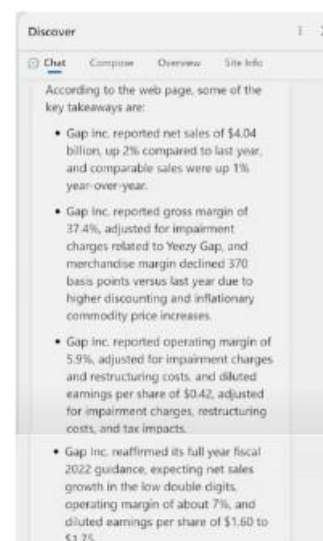 Discover
Chat Compose Overview Site Info
According to the web page, some of the
key takeaways are:
• Gap Inc. reported net sales of $4.04
billion, up 2% compared to last year,
and comparable sales were up 1%
year-over-year.
• Gap Inc. reported gross margin of
37.4%, adjusted for impairment
charges related to Yeezy Gap, and
merchandise margin declined 370
basis points versus last year due to
higher discounting and inflationary
commodity price increases.
• Gap Inc. reported operating margin of
5.9%, adjusted for impairment charges
and restructuring costs, and diluted
earnings per share of $0.42, adjusted
for impairment charges, restructuring
costs, and tax impacts.
• Gap Inc. reaffirmed its full year fiscal
2022 guidance, expecting net sales
growth in the low double digits,
operating margin of about 7%, and
diluted earnings per share of $1.60 to
$1.75.